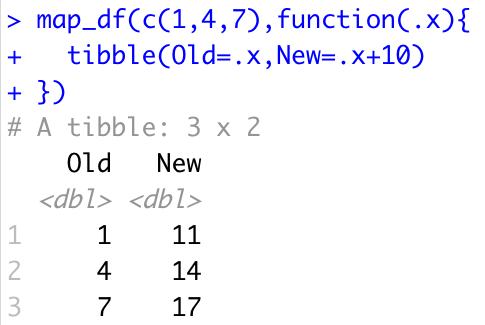 > map_df(c(1,4,7),function(.x){
+   tibble(Old=.x,New=.x+10)
+ })
# A tibble: 3 x 2
    Old   New
  <dbl> <dbl>
1     1    11
2     4    14
3     7    17